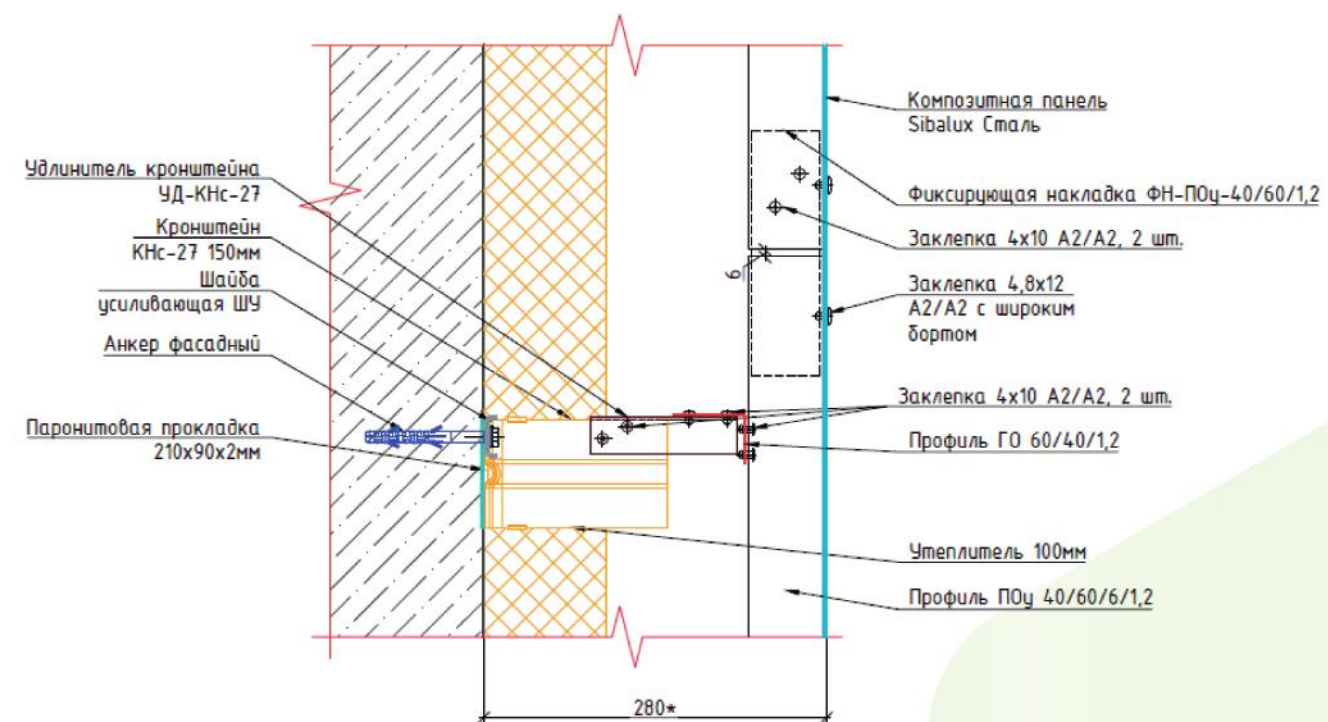 Удлинитель кронштейна
УД-КНс-27
Кронштейн
КНс-27 150мм
Шайба
усиливающая ШУ
Анкер фасадный
Паронитовая прокладка
210х90х2мм
Композитная панель
Sibalux Сталь
Фиксирующая накладка ФН-ПОу-40/60/1,2
Заклепка 4х10 А2/А2, 2 шт.
6
Заклепка 4,8х12
А2/А2 с широким
бортом
Заклепка 4х10 А2/А2, 2 шт.
Профиль ГО 60/40/1,2
Утеплитель 100мм
Профиль ПОу 40/60/6/1,2
280*